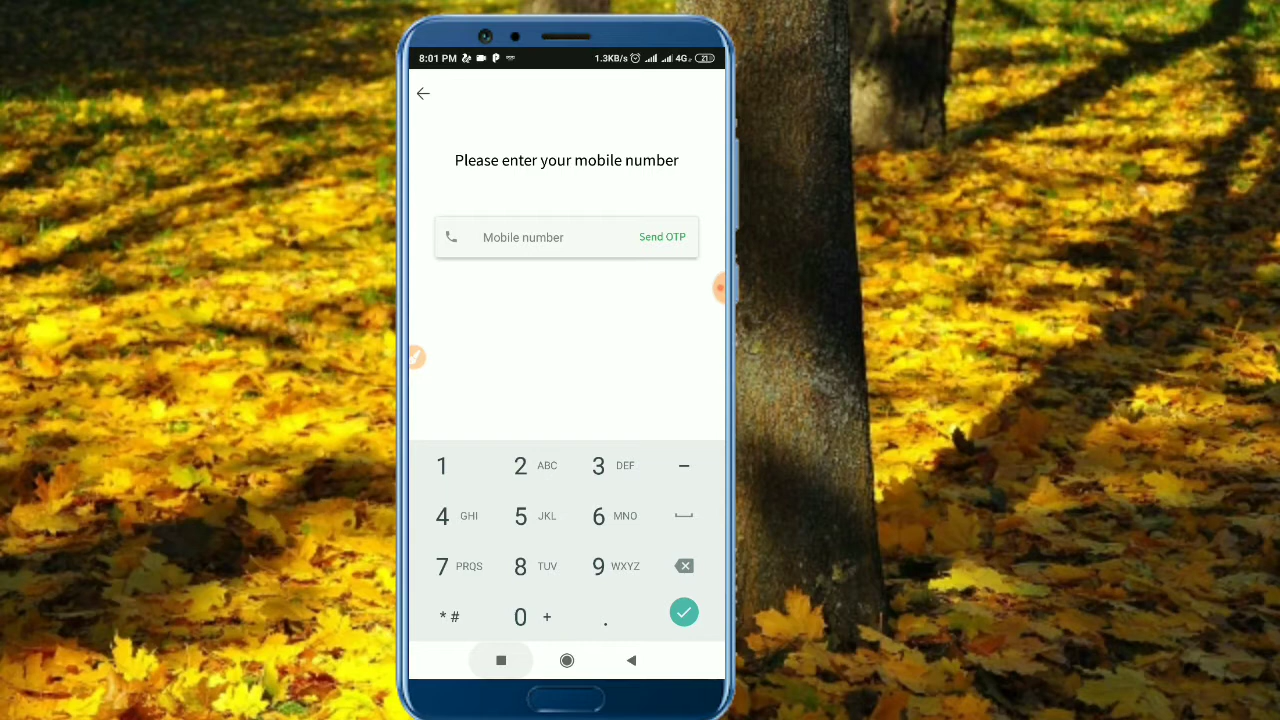 8:01 PM 1.3KB/s 4G 21
Please enter your mobile number
Mobile number Send OTP
1 2 ABC 3 DEF –
4 GHI 5 JKL 6 MNO
7 PRQS 8 TUV 9 WXYZ
* # 0 + .